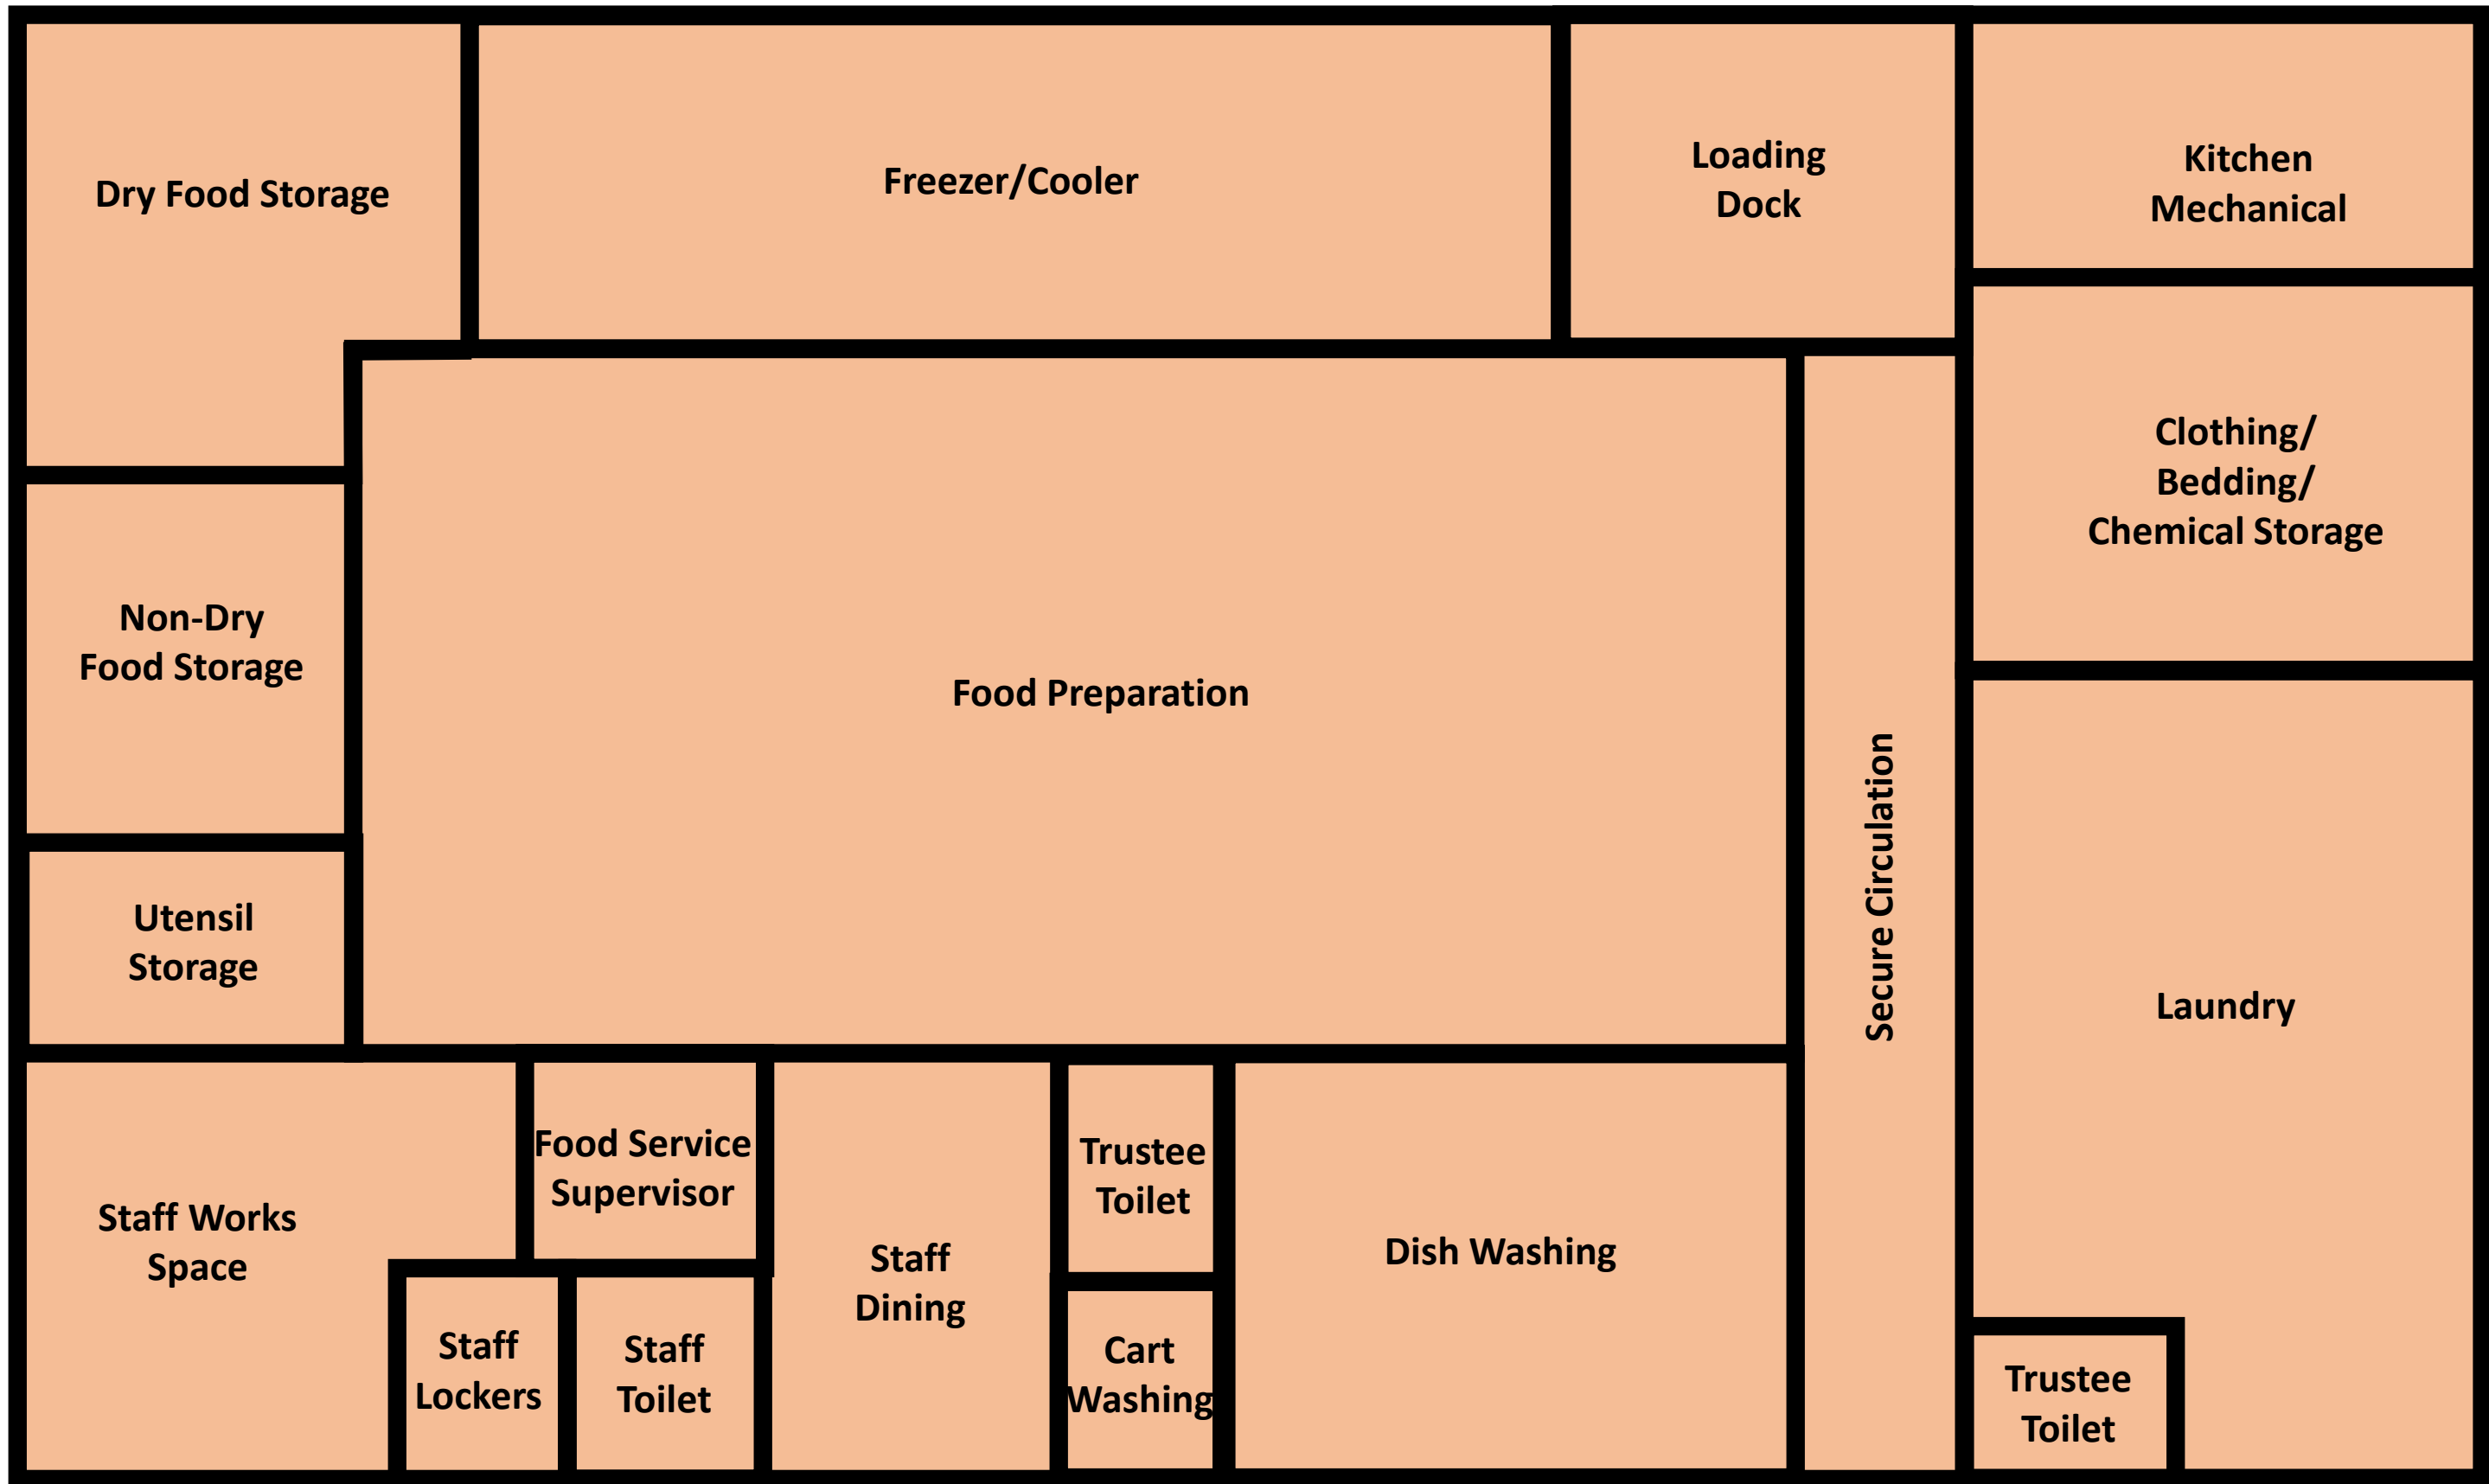 Dry Food Storage
Freezer/Cooler
Loading
Dock
Kitchen
Mechanical
Clothing/
Bedding/
Chemical Storage
Non-Dry
Food Storage
Food Preparation
Secure Circulation
Utensil
Storage
Laundry
Staff Works
Space
Food Service
Supervisor
Staff
Lockers
Staff
Toilet
Staff
Dining
Trustee
Toilet
Cart
Washing
Dish Washing
Trustee
Toilet